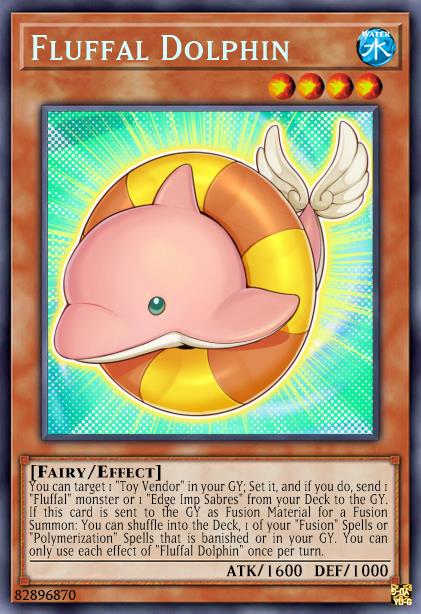 FLUFFAL DOLPHIN
WATER
水
[FAIRY/EFFECT]
You can target 1 "Toy Vendor" in your GY; Set it, and if you do, send 1
"Fluffal" monster or 1 "Edge Imp Sabres" from your Deck to the GY.
If this card is sent to the GY as Fusion Material for a Fusion
Summon: You can shuffle into the Deck, 1 of your "Fusion" Spells or
"Polymerization" Spells that is banished or in your GY. You can
only use each effect of "Fluffal Dolphin" once per turn.
ATK/1600 DEF/1000
82896870